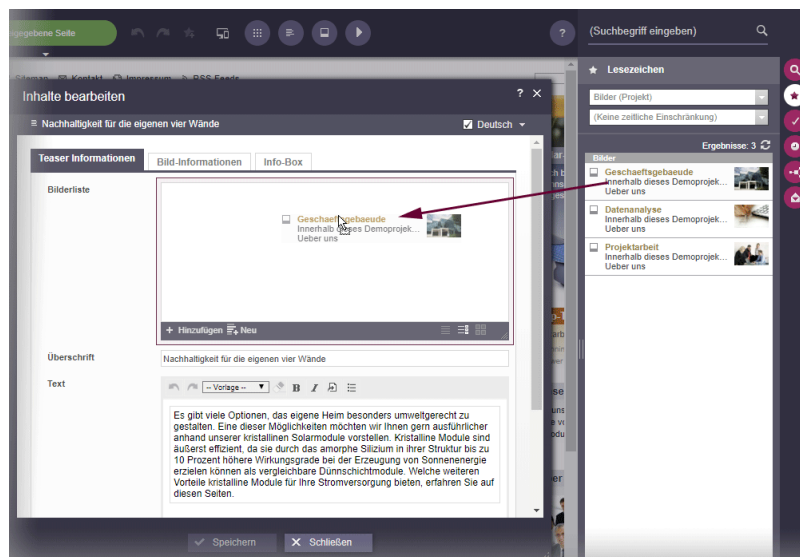 gegebene Seite
?
(Suchbegriff eingeben)
Sitemap Kontakt Impressum RSS Feeds
Lesezeichen
Bilder (Projekt)
(Keine zeitliche Einschränkung)
Ergebnisse: 3
Bilder
Geschaeftsgebaeude
Innerhalb dieses Demoprojek...
Ueber uns
Datenanalyse
Innerhalb dieses Demoprojek...
Ueber uns
Projektarbeit
Innerhalb dieses Demoprojek...
Ueber uns
Inhalte bearbeiten
? ×
Nachhaltigkeit für die eigenen vier Wände
Deutsch
Teaser Informationen
Bild-Informationen
Info-Box
Bilderliste
Geschaeftsgebaeude
Innerhalb dieses Demoprojek...
Ueber uns
+ Hinzufügen Neu
Überschrift
Nachhaltigkeit für die eigenen vier Wände
Text
-- Vorlage -- B I
Es gibt viele Optionen, das eigene Heim besonders umweltgerecht zu
gestalten. Eine dieser Möglichkeiten möchten wir Ihnen gern ausführlicher
anhand unserer kristallinen Solarmodule vorstellen. Kristalline Module sind
äußerst effizient, da sie durch das amorphe Silizium in ihrer Struktur bis zu
10 Prozent höhere Wirkungsgrade bei der Erzeugung von Sonnenenergie
erzielen können als vergleichbare Dünnschichtmodule. Welche weiteren
Vorteile kristalline Module für Ihre Stromversorgung bieten, erfahren Sie auf
diesen Seiten.
Speichern
Schließen